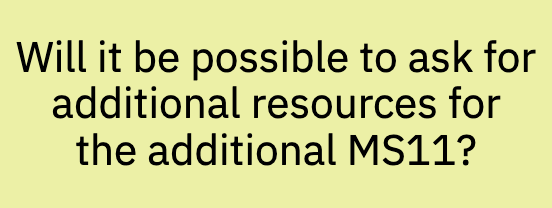 Will it be possible to ask for
additional resources for
the additional MS11?